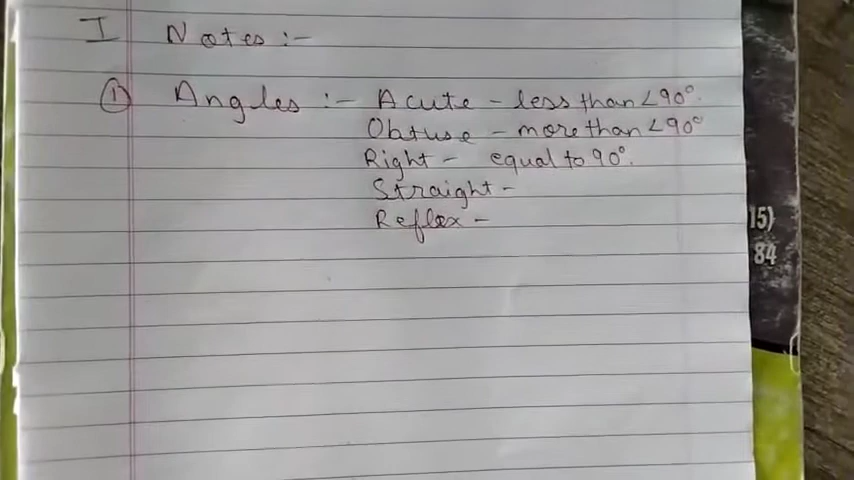 I Notes :-
① Angles :- Acute - less than ∠90°.
Obtuse - more than ∠90°
Right - equal to 90°.
Straight -
Reflex -
15)
84